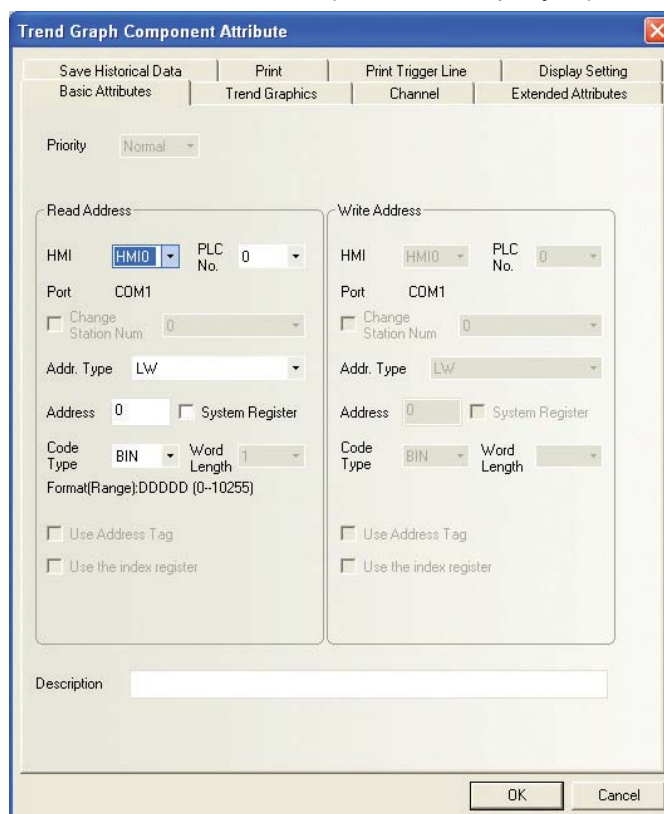 Trend Graph Component Attribute
Save Historical Data Print Print Trigger Line Display Setting
Basic Attributes Trend Graphics Channel Extended Attributes
Priority Normal
Read Address
HMI HMI0 PLC No. 0
Port COM1
Change Station Num 0
Addr. Type LW
Address 0 System Register
Code Type BIN Word Length 1
Format(Range):DDDDD (0--10255)
Use Address Tag
Use the index register
Write Address
HMI HMI0 PLC No. 0
Port COM1
Change Station Num 0
Addr. Type LW
Address 0 System Register
Code Type BIN Word Length
Use Address Tag
Use the index register
Description
OK Cancel